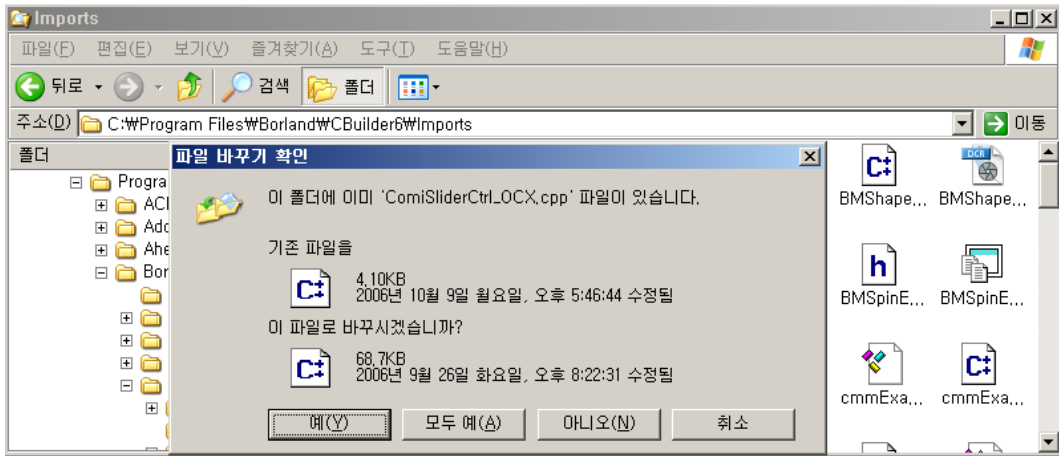 Imports
파일(F) 편집(E) 보기(V) 즐겨찾기(A) 도구(T) 도움말(H)
뒤로 검색 폴더
주소(D) C:₩Program Files₩Borland₩CBuilder6₩Imports 이동
폴더
Progra
ACI
Add
Ahe
Bor
파일 바꾸기 확인
이 폴더에 이미 'ComiSliderCtrl_OCX.cpp' 파일이 있습니다.
기존 파일을
4.10KB
2006년 10월 9일 월요일, 오후 5:46:44 수정됨
이 파일로 바꾸시겠습니까?
68.7KB
2006년 9월 26일 화요일, 오후 8:22:31 수정됨
예(Y) 모두 예(A) 아니오(N) 취소
BMShape... BMShape...
BMSpinE... BMSpinE...
cmmExa... cmmExa...